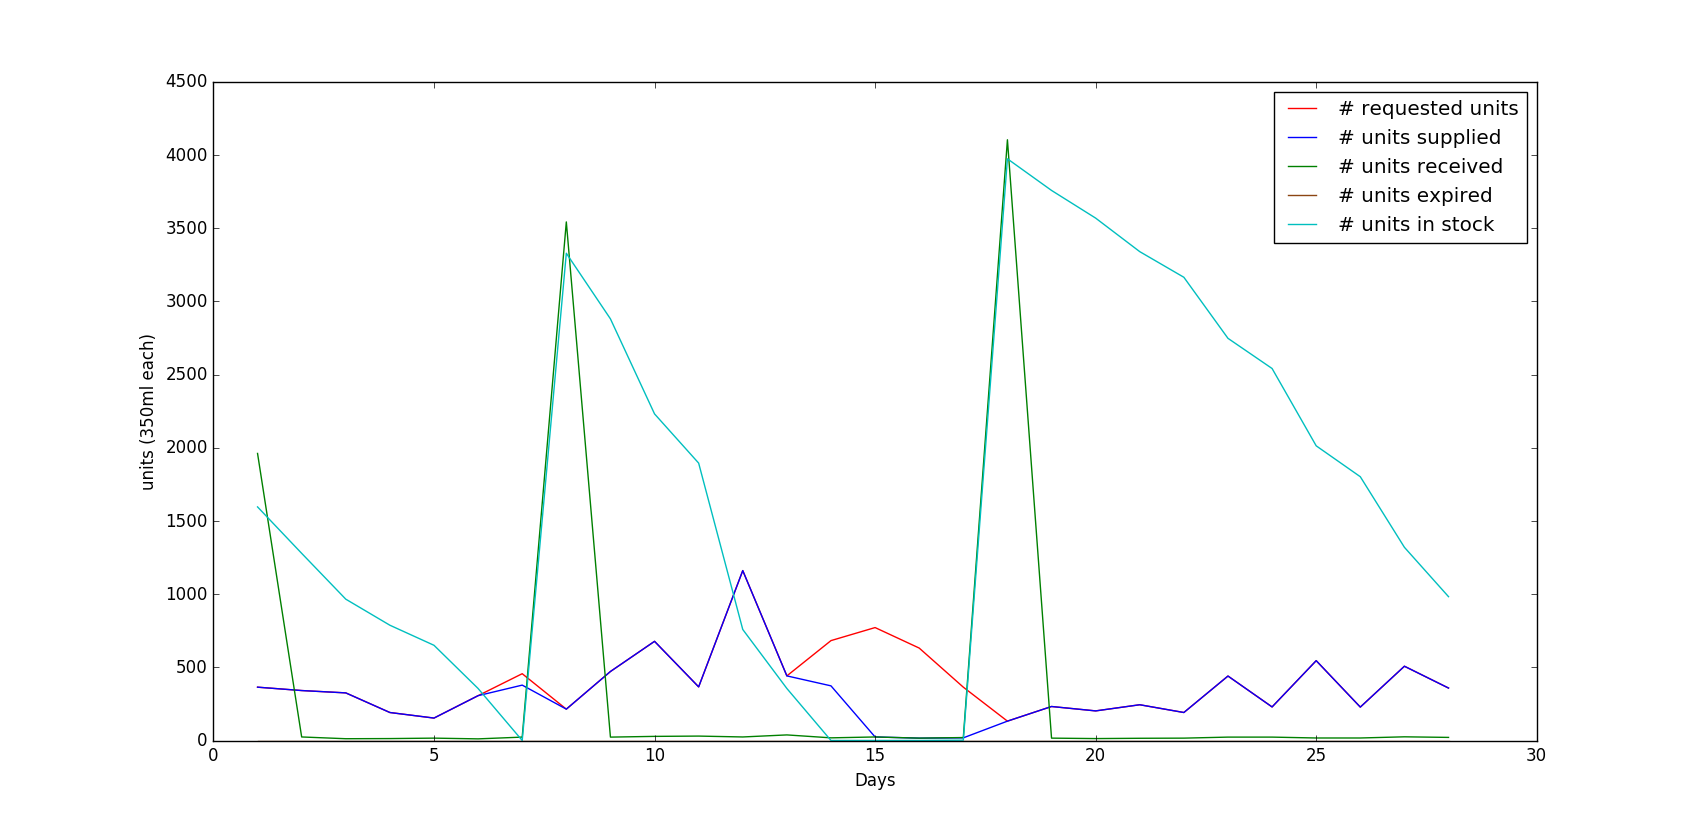 4500
4000
3500
3000
2500
2000
1500
1000
500
0
units (350ml each)
# requested units
# units supplied
# units received
# units expired
# units in stock
0 5 10 15 20 25 30
Days